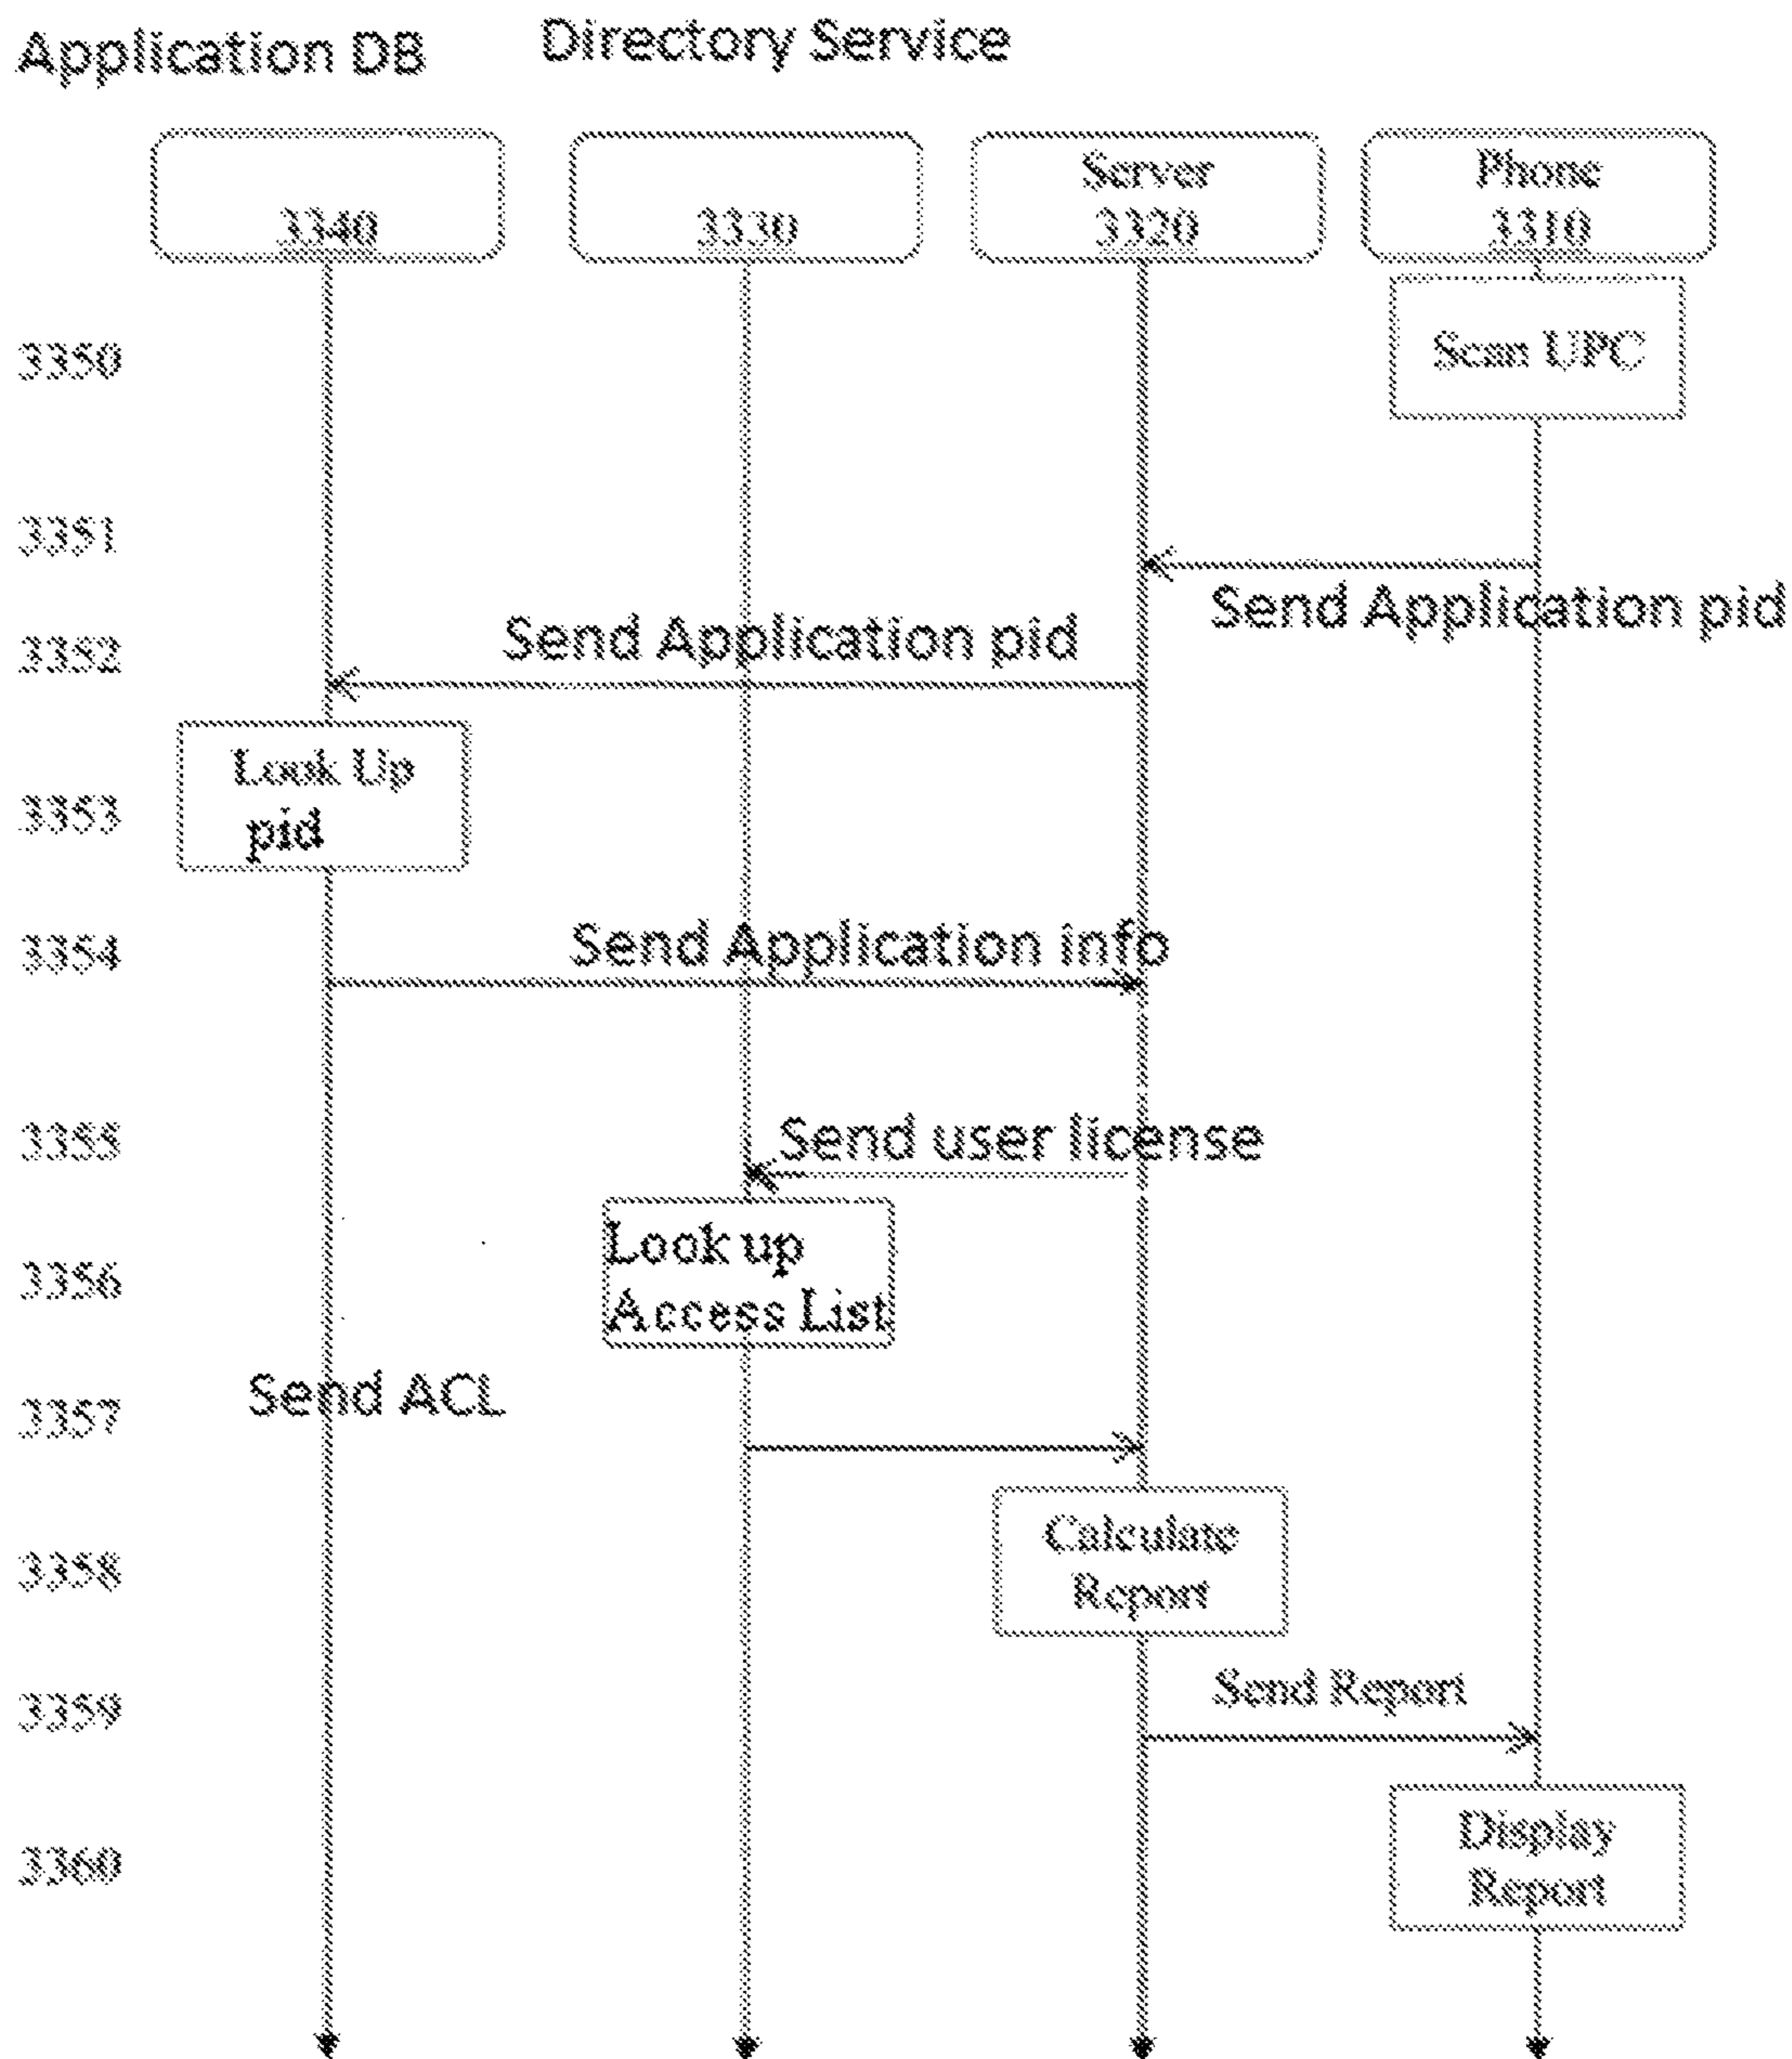 Application DB
Directory Service
3340
3330
Server
3320
Phone
3310
3350
Scan UPC
3351
Send Application pid
3352
Send Application pid
3353
Look Up
pid
3354
Send Application info
3355
Send user license
3356
Look up
Access List
3357
Send ACL
3358
Calculate
Report
3359
Send Report
3360
Display
Report